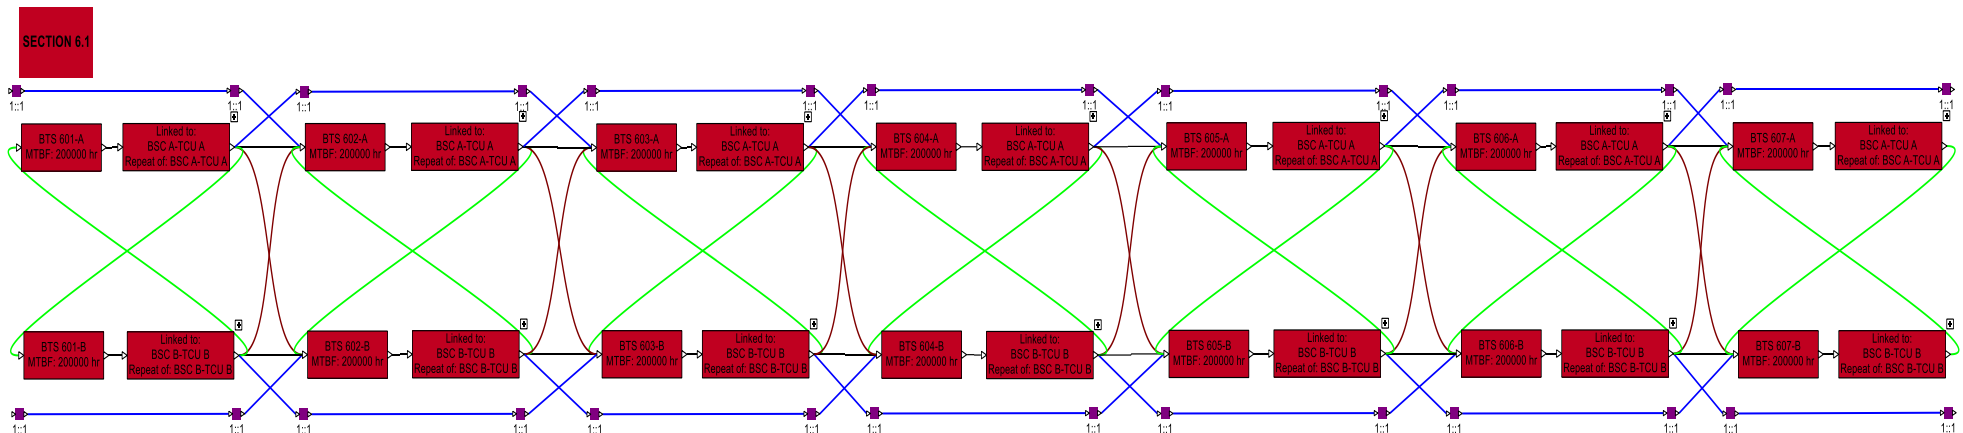 SECTION 6.1
1::1 1::1 1::1 1::1 1::1 1::1 1::1 1::1 1::1 1::1 1::1 1::1 1::1 1::1
BTS 601-A
MTBF: 200000 hr
Linked to:
BSC A-TCU A
Repeat of: BSC A-TCU A
BTS 602-A
MTBF: 200000 hr
Linked to:
BSC A-TCU A
Repeat of: BSC A-TCU A
BTS 603-A
MTBF: 200000 hr
Linked to:
BSC A-TCU A
Repeat of: BSC A-TCU A
BTS 604-A
MTBF: 200000 hr
Linked to:
BSC A-TCU A
Repeat of: BSC A-TCU A
BTS 605-A
MTBF: 200000 hr
Linked to:
BSC A-TCU A
Repeat of: BSC A-TCU A
BTS 606-A
MTBF: 200000 hr
Linked to:
BSC A-TCU A
Repeat of: BSC A-TCU A
BTS 607-A
MTBF: 200000 hr
Linked to:
BSC A-TCU A
Repeat of: BSC A-TCU A
BTS 601-B
MTBF: 200000 hr
Linked to:
BSC B-TCU B
Repeat of: BSC B-TCU B
BTS 602-B
MTBF: 200000 hr
Linked to:
BSC B-TCU B
Repeat of: BSC B-TCU B
BTS 603-B
MTBF: 200000 hr
Linked to:
BSC B-TCU B
Repeat of: BSC B-TCU B
BTS 604-B
MTBF: 200000 hr
Linked to:
BSC B-TCU B
Repeat of: BSC B-TCU B
BTS 605-B
MTBF: 200000 hr
Linked to:
BSC B-TCU B
Repeat of: BSC B-TCU B
BTS 606-B
MTBF: 200000 hr
Linked to:
BSC B-TCU B
Repeat of: BSC B-TCU B
BTS 607-B
MTBF: 200000 hr
Linked to:
BSC B-TCU B
Repeat of: BSC B-TCU B
1::1 1::1 1::1 1::1 1::1 1::1 1::1 1::1 1::1 1::1 1::1 1::1 1::1 1::1